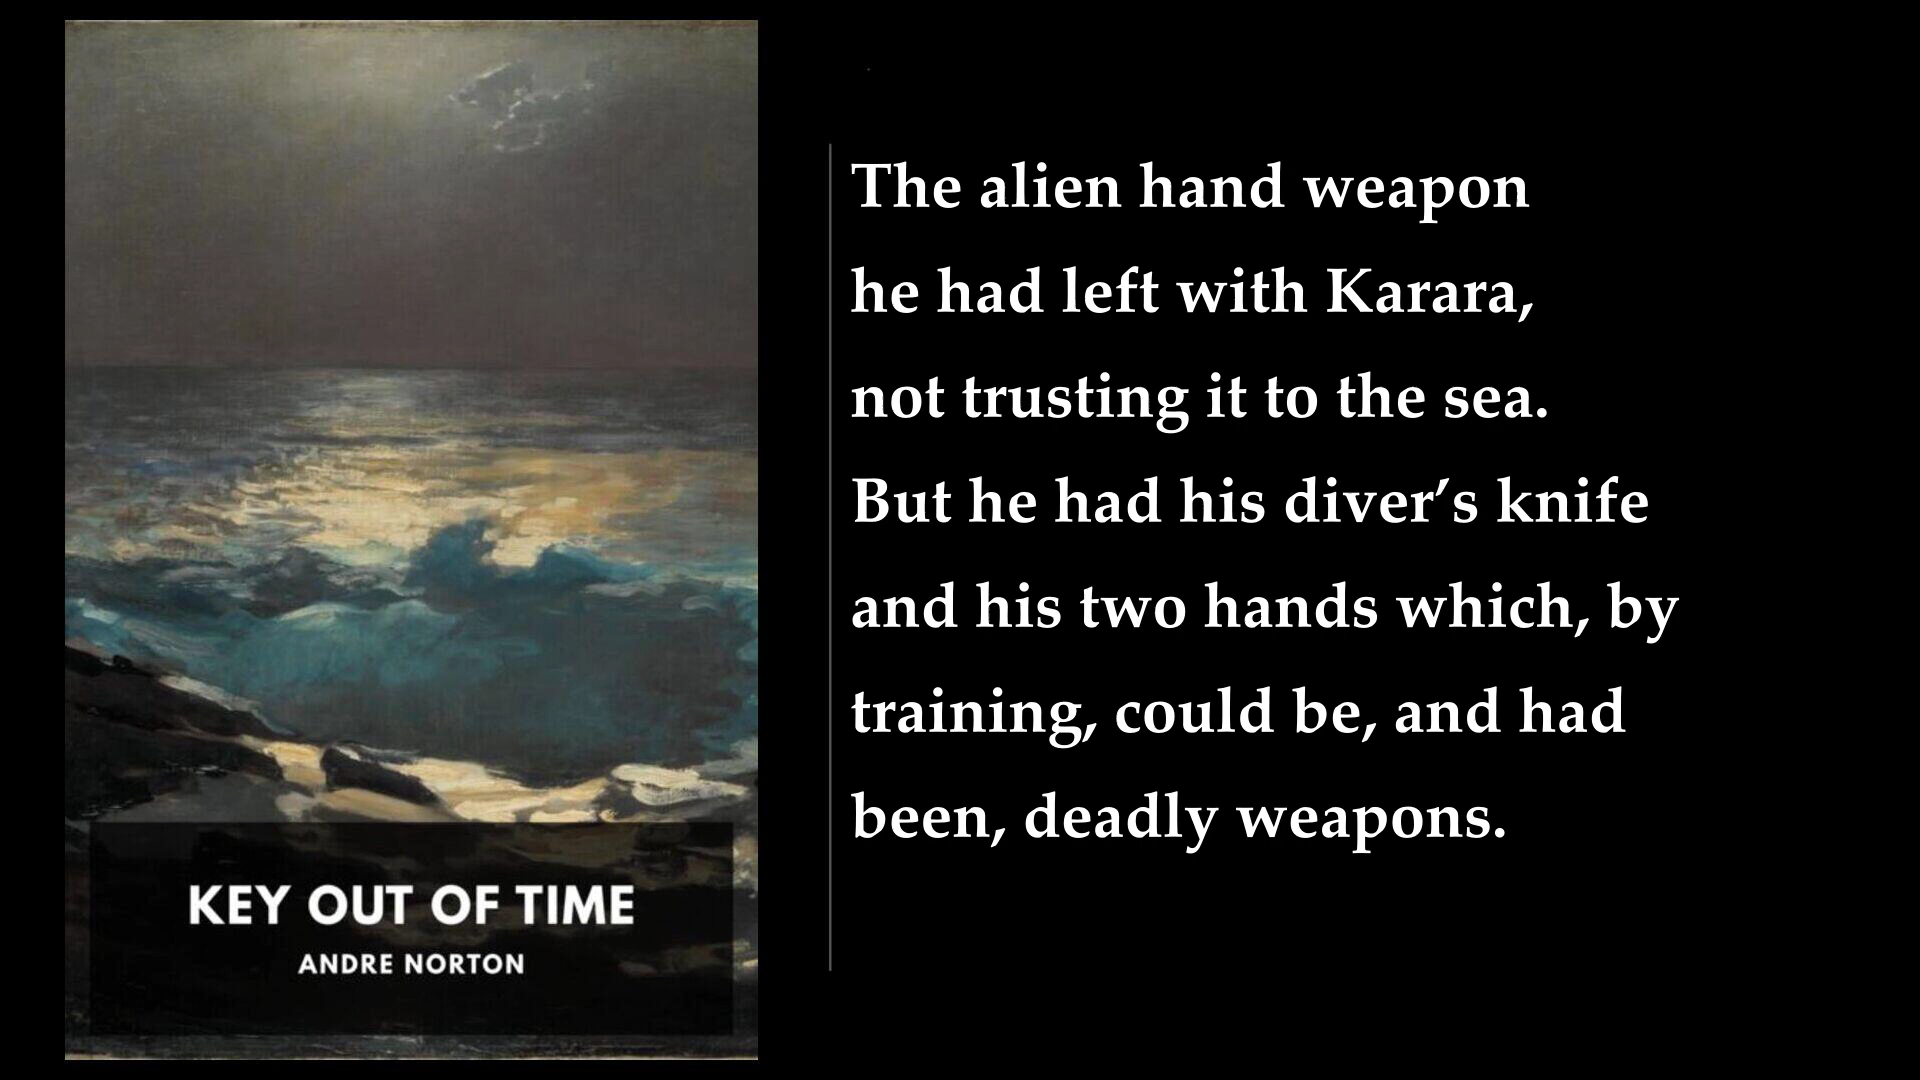 KEY OUT OF TIME
ANDRE NORTON
The alien hand weapon
he had left with Karara,
not trusting it to the sea.
But he had his diver’s knife
and his two hands which, by
training, could be, and had
been, deadly weapons.